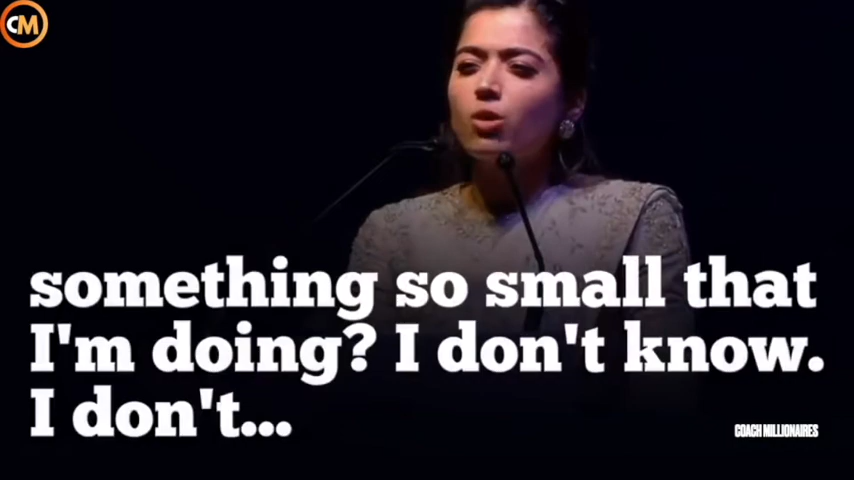 CM
something so small that
I'm doing? I don't know.
I don't...
COACH MILLIONAIRES